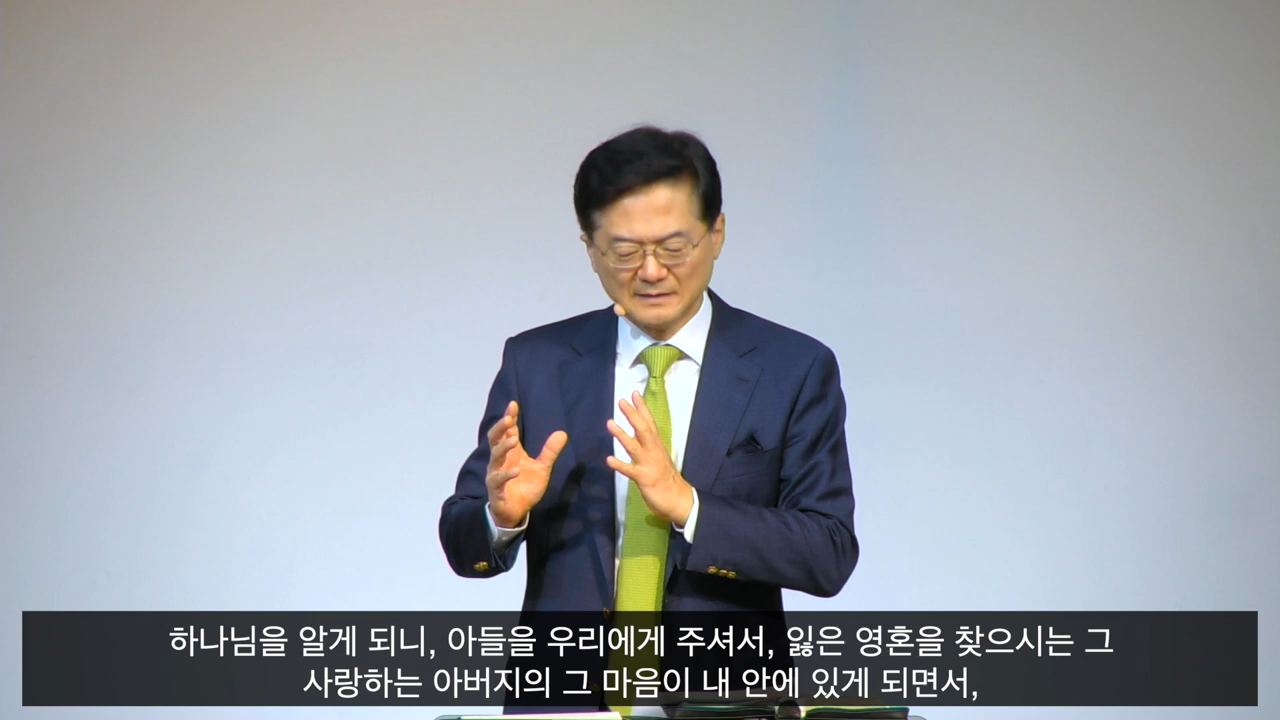 하나님을 알게 되니, 아들을 우리에게 주셔서, 잃은 영혼을 찾으시는 그
사랑하는 아버지의 그 마음이 내 안에 있게 되면서,